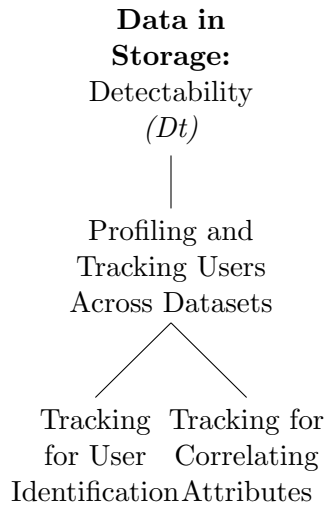 Data in
Storage:
Detectability
(Dt)
Profiling and
Tracking Users
Across Datasets
Tracking
for User
Identification
Tracking for
Correlating
Attributes